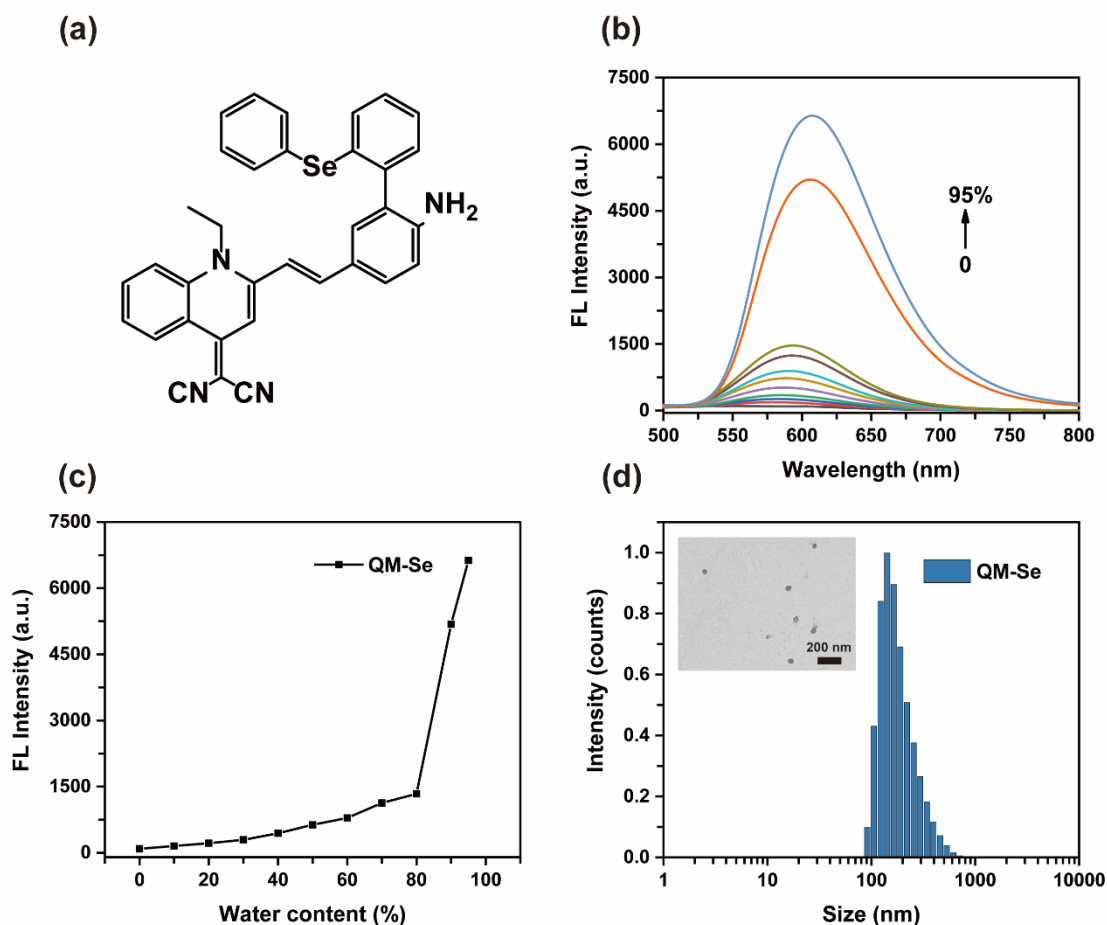 (a)
Se
NH2
N
CN CN
(b)
7500
6000
4500
3000
1500
0
FL Intensity (a.u.)
95%
0
500 550 600 650 700 750 800
Wavelength (nm)
(c)
7500
6000
4500
3000
1500
0
FL Intensity (a.u.)
QM-Se
0 20 40 60 80 100
Water content (%)
(d)
1.0
0.8
0.6
0.4
0.2
0.0
Intensity (counts)
200 nm
QM-Se
1 10 100 1000 10000
Size (nm)